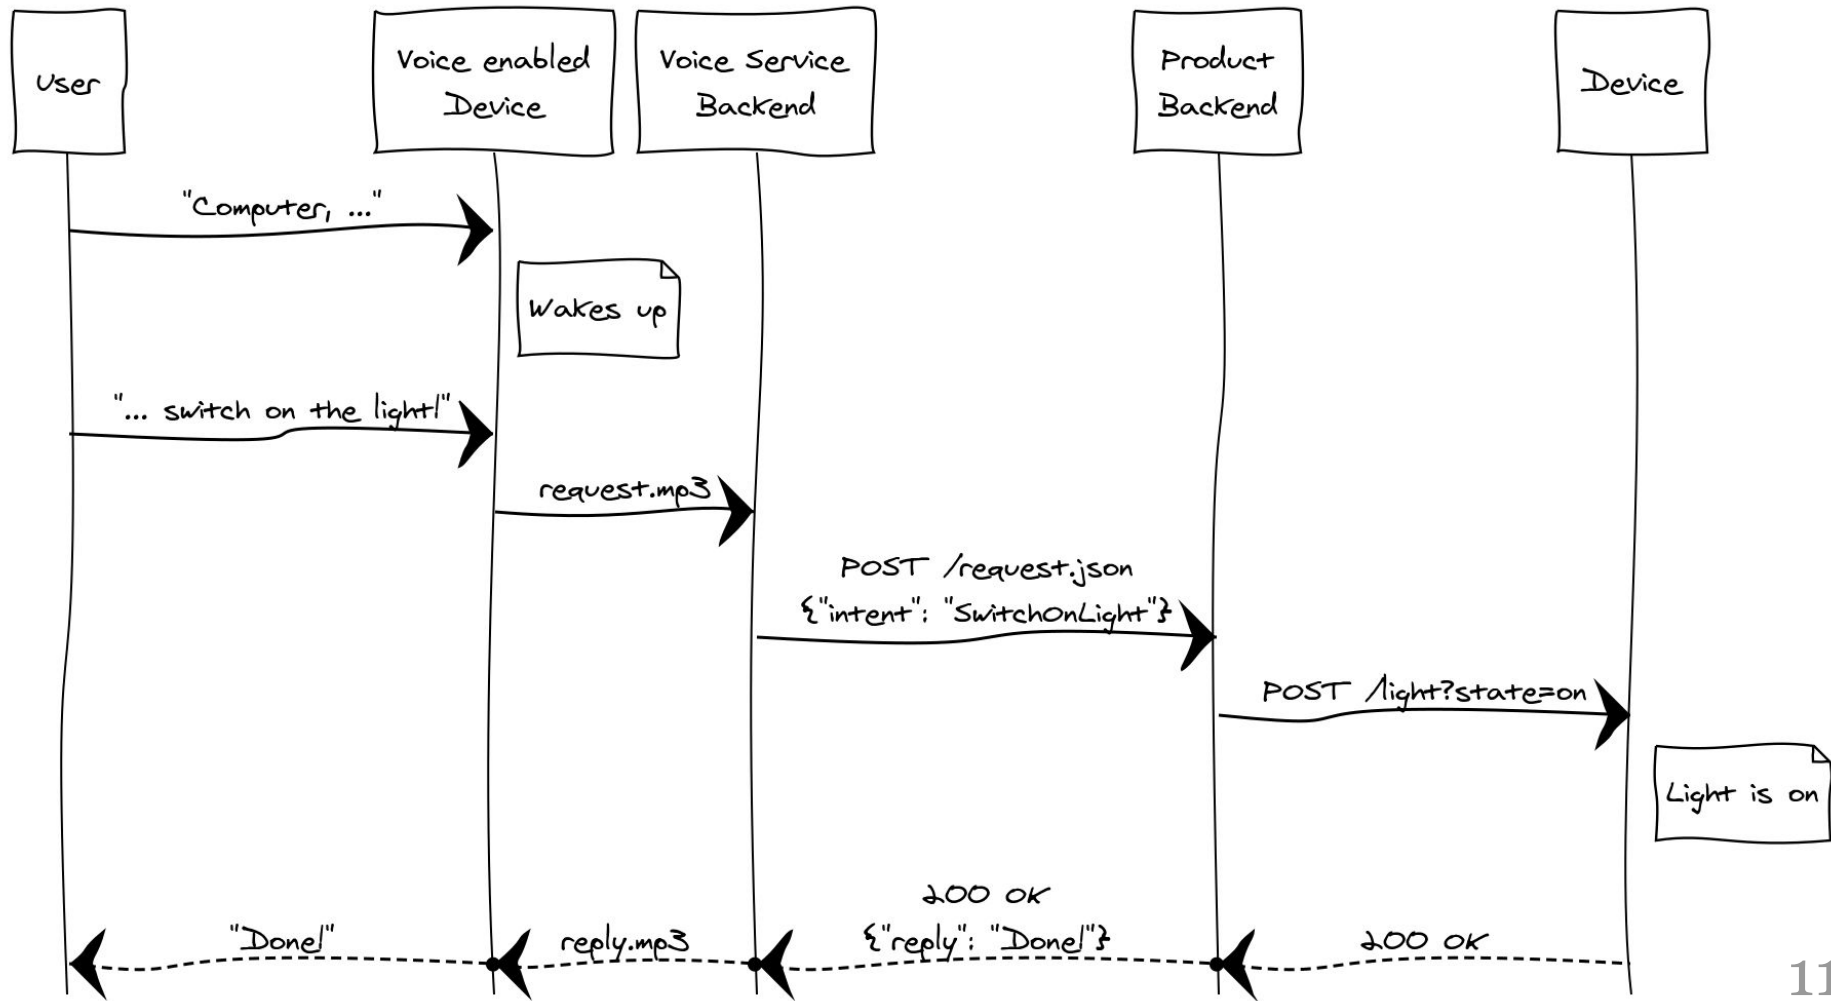 User
Voice enabled
Device
Voice Service
Backend
Product
Backend
Device
"Computer, ..."
Wakes up
"... switch on the light!"
request.mp3
POST /request.json
{"intent": "SwitchOnLight"}
POST /light?state=on
Light is on
"Done!"
reply.mp3
200 OK
{"reply": "Done!"}
200 OK
11